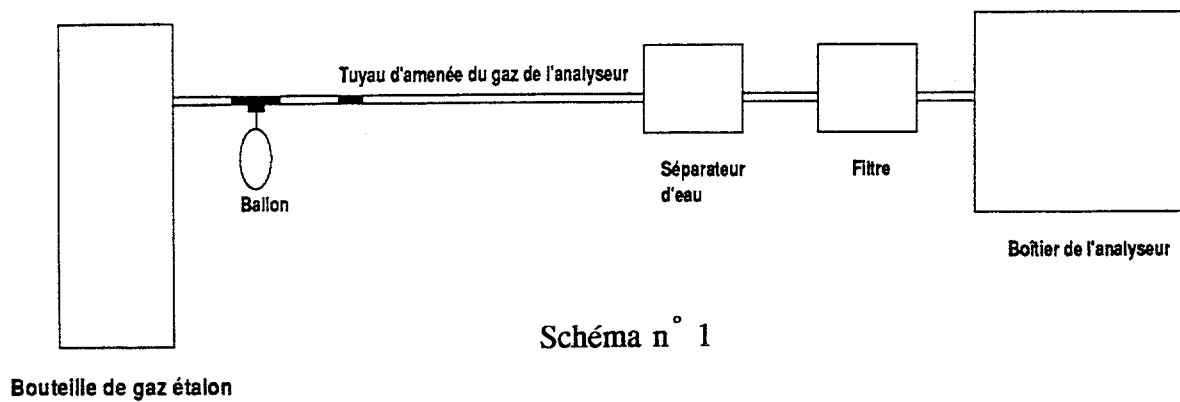 Tuyau d'amenée du gaz de l'analyseur
Ballon
Séparateur
d'eau
Filtre
Boîtier de l'analyseur
Schéma n° 1
Bouteille de gaz étalon